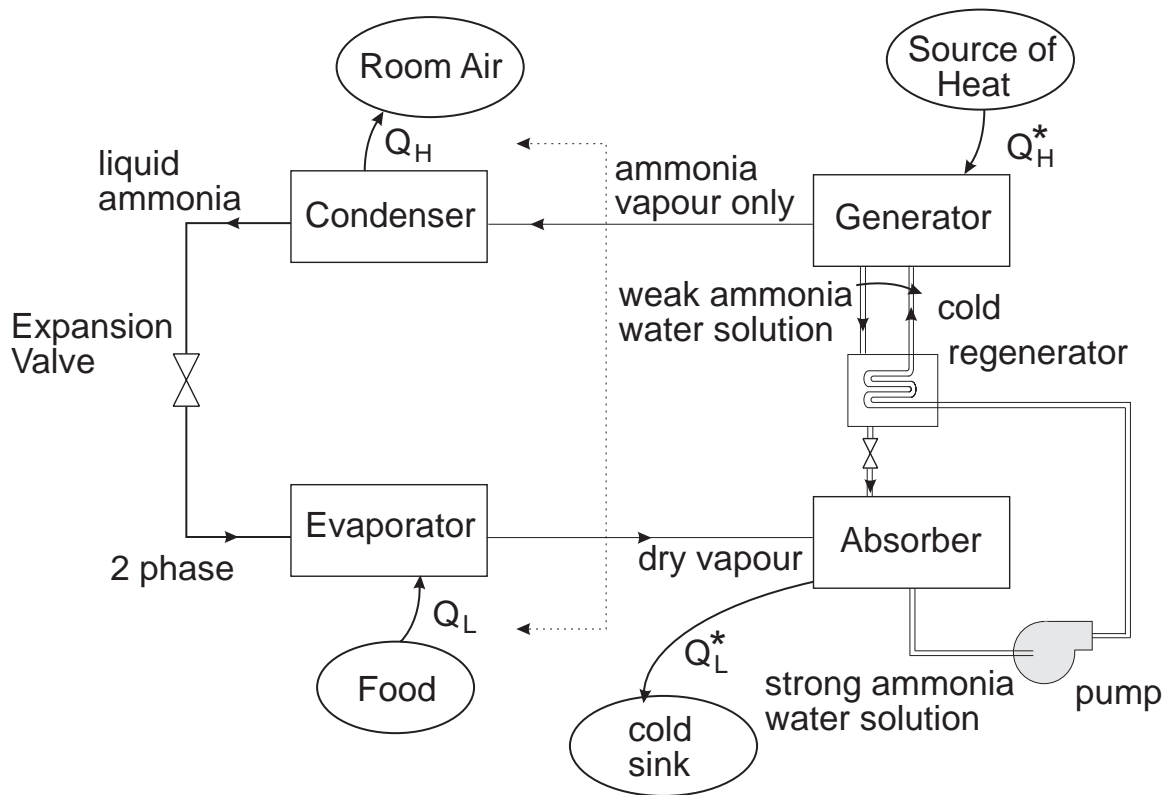 Room Air
Source of
Heat
Q_H
Q*_H
liquid
ammonia
Condenser
ammonia
vapour only
Generator
weak ammonia
water solution
cold
regenerator
Expansion
Valve
Evaporator
2 phase
dry vapour
Absorber
Q_L
Food
Q*_L
cold
sink
strong ammonia
water solution
pump